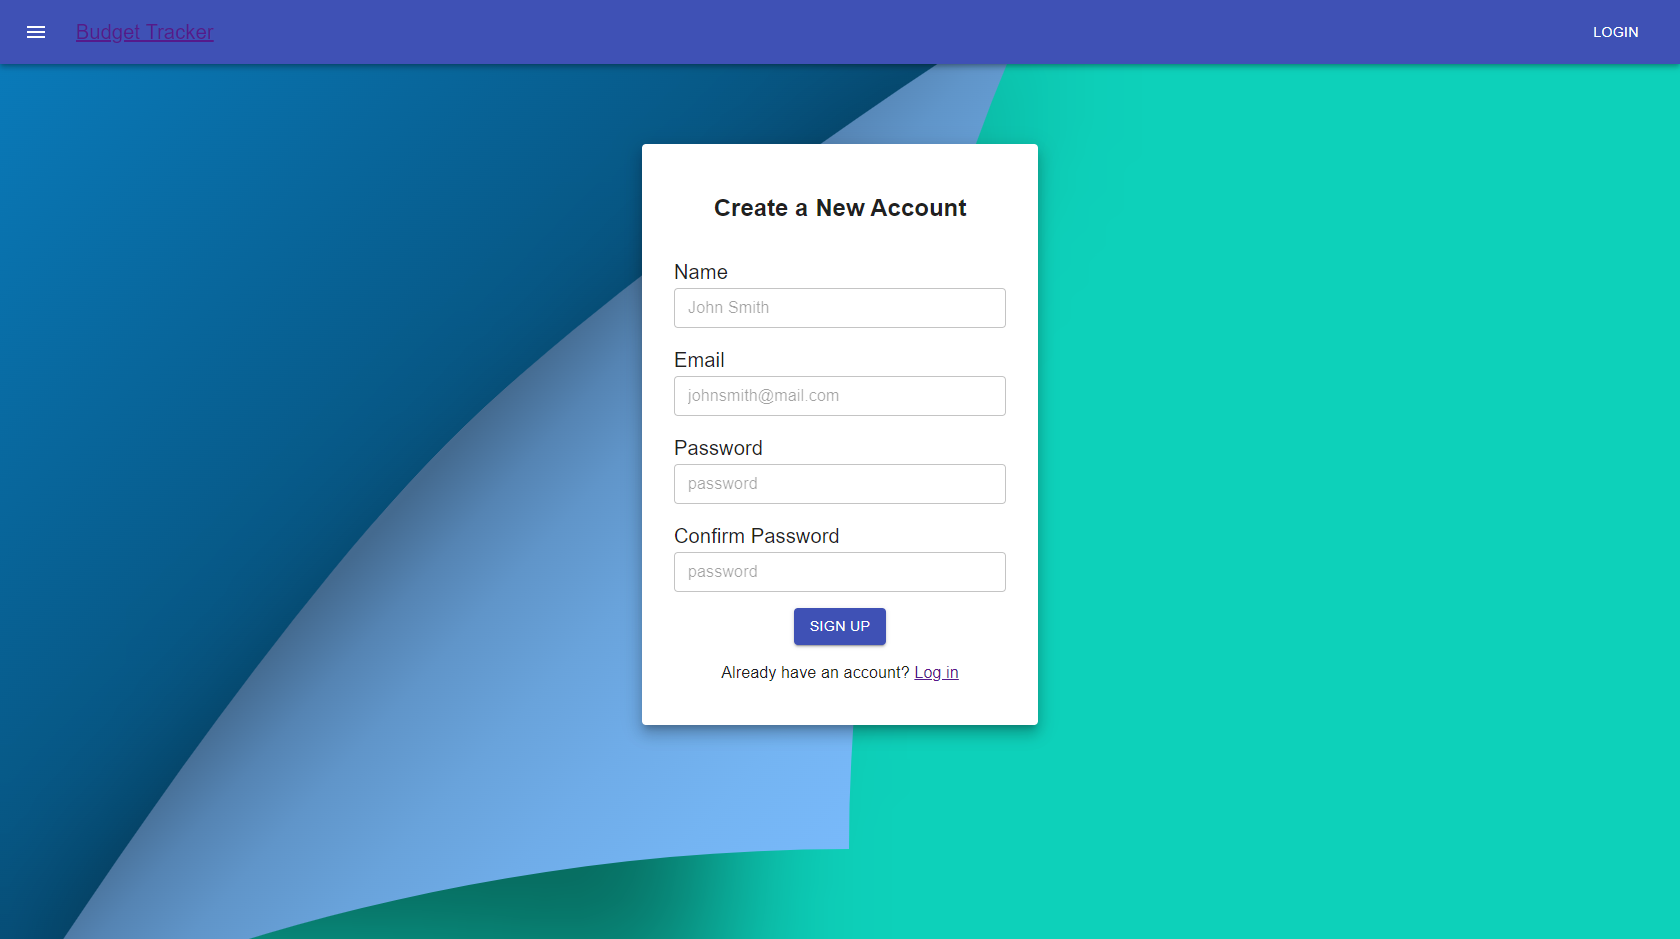 Budget Tracker
LOGIN
Create a New Account
Name
John Smith
Email
johnsmith@mail.com
Password
password
Confirm Password
password
SIGN UP
Already have an account? Log in